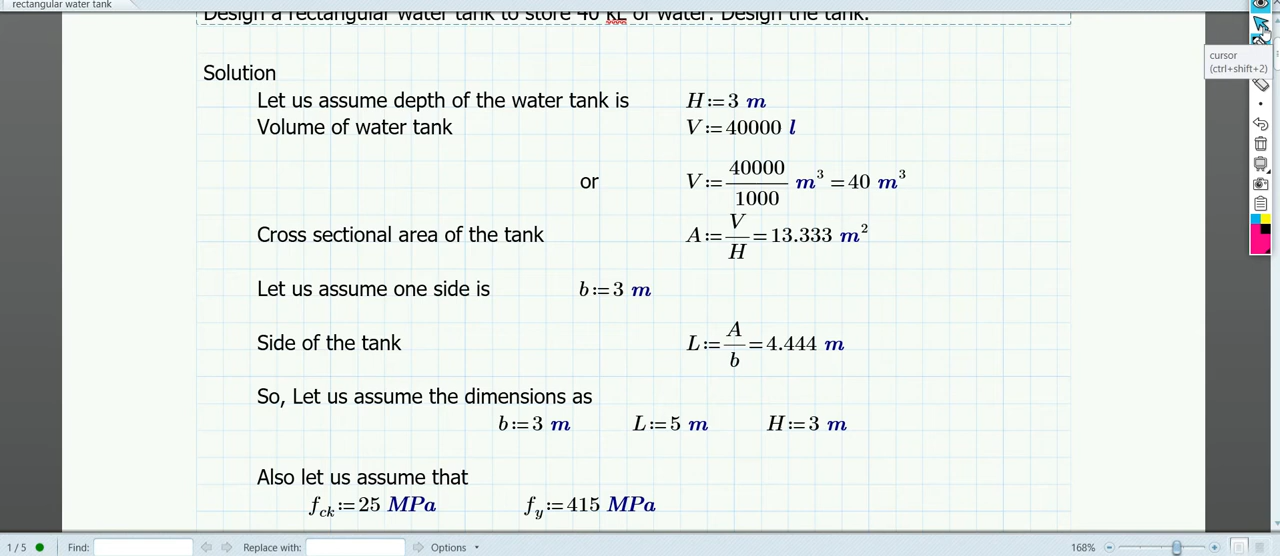 rectangular water tank
Design a rectangular water tank to store 40 KL of water. Design the tank.
cursor
(ctrl+shift+2)
Solution
Let us assume depth of the water tank is H:=3 m
Volume of water tank V:=40000 l
or V:=40000/1000 m³=40 m³
Cross sectional area of the tank A:=V/H=13.333 m²
Let us assume one side is b:=3 m
Side of the tank L:=A/b=4.444 m
So, Let us assume the dimensions as
b:=3 m L:=5 m H:=3 m
Also let us assume that
f_ck:=25 MPa f_y:=415 MPa
1 / 5 Find: Replace with: Options 168%